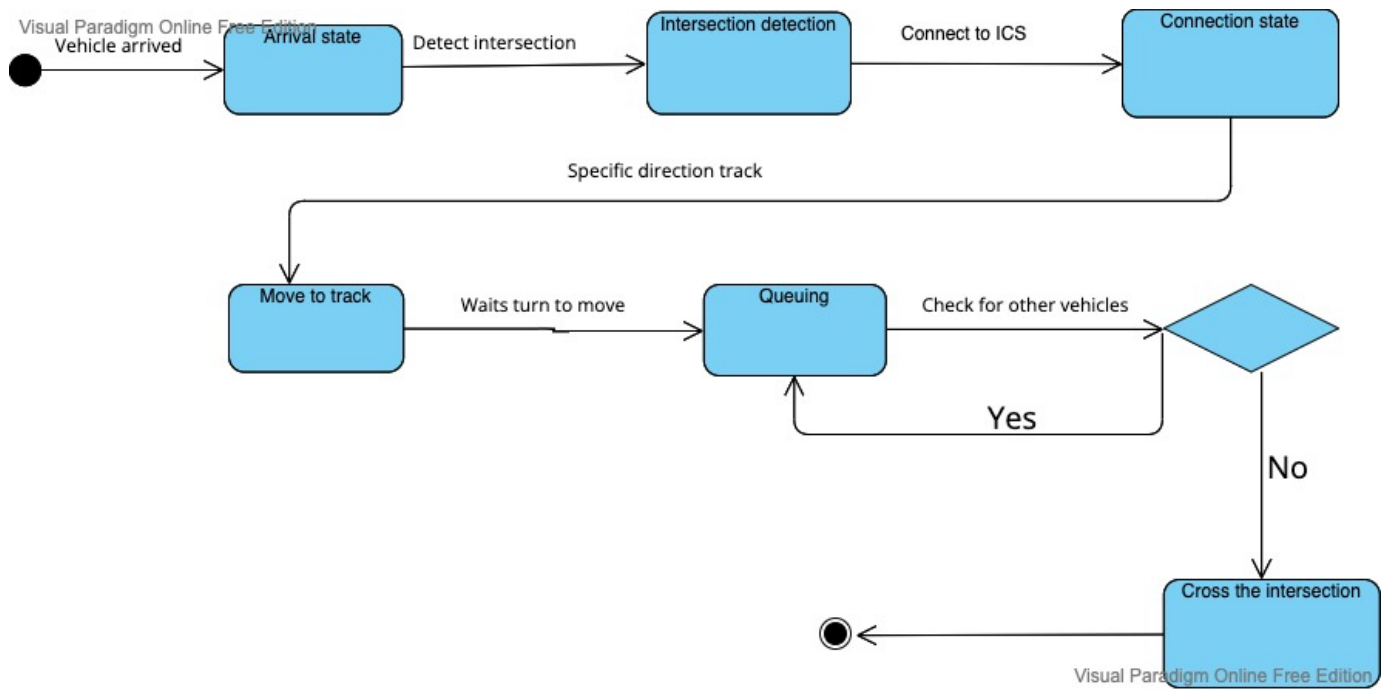 Visual Paradigm Online Free Edition
Vehicle arrived
Arrival state
Detect intersection
Intersection detection
Connect to ICS
Connection state
Specific direction track
Move to track
Waits turn to move
Queuing
Check for other vehicles
Yes
No
Cross the intersection
Visual Paradigm Online Free Edition